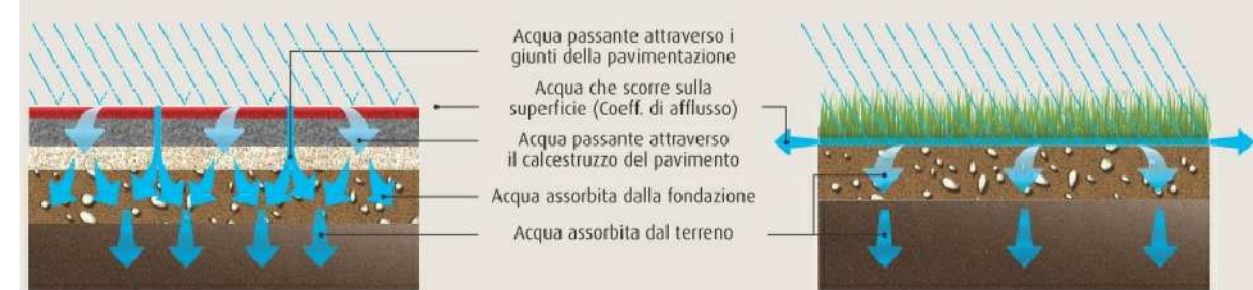 Acqua passante attraverso i
giunti della pavimentazione
Acqua che scorre sulla
superficie (Coeff. di afflusso)
Acqua passante attraverso
il calcestruzzo del pavimento
Acqua assorbita dalla fondazione
Acqua assorbita dal terreno